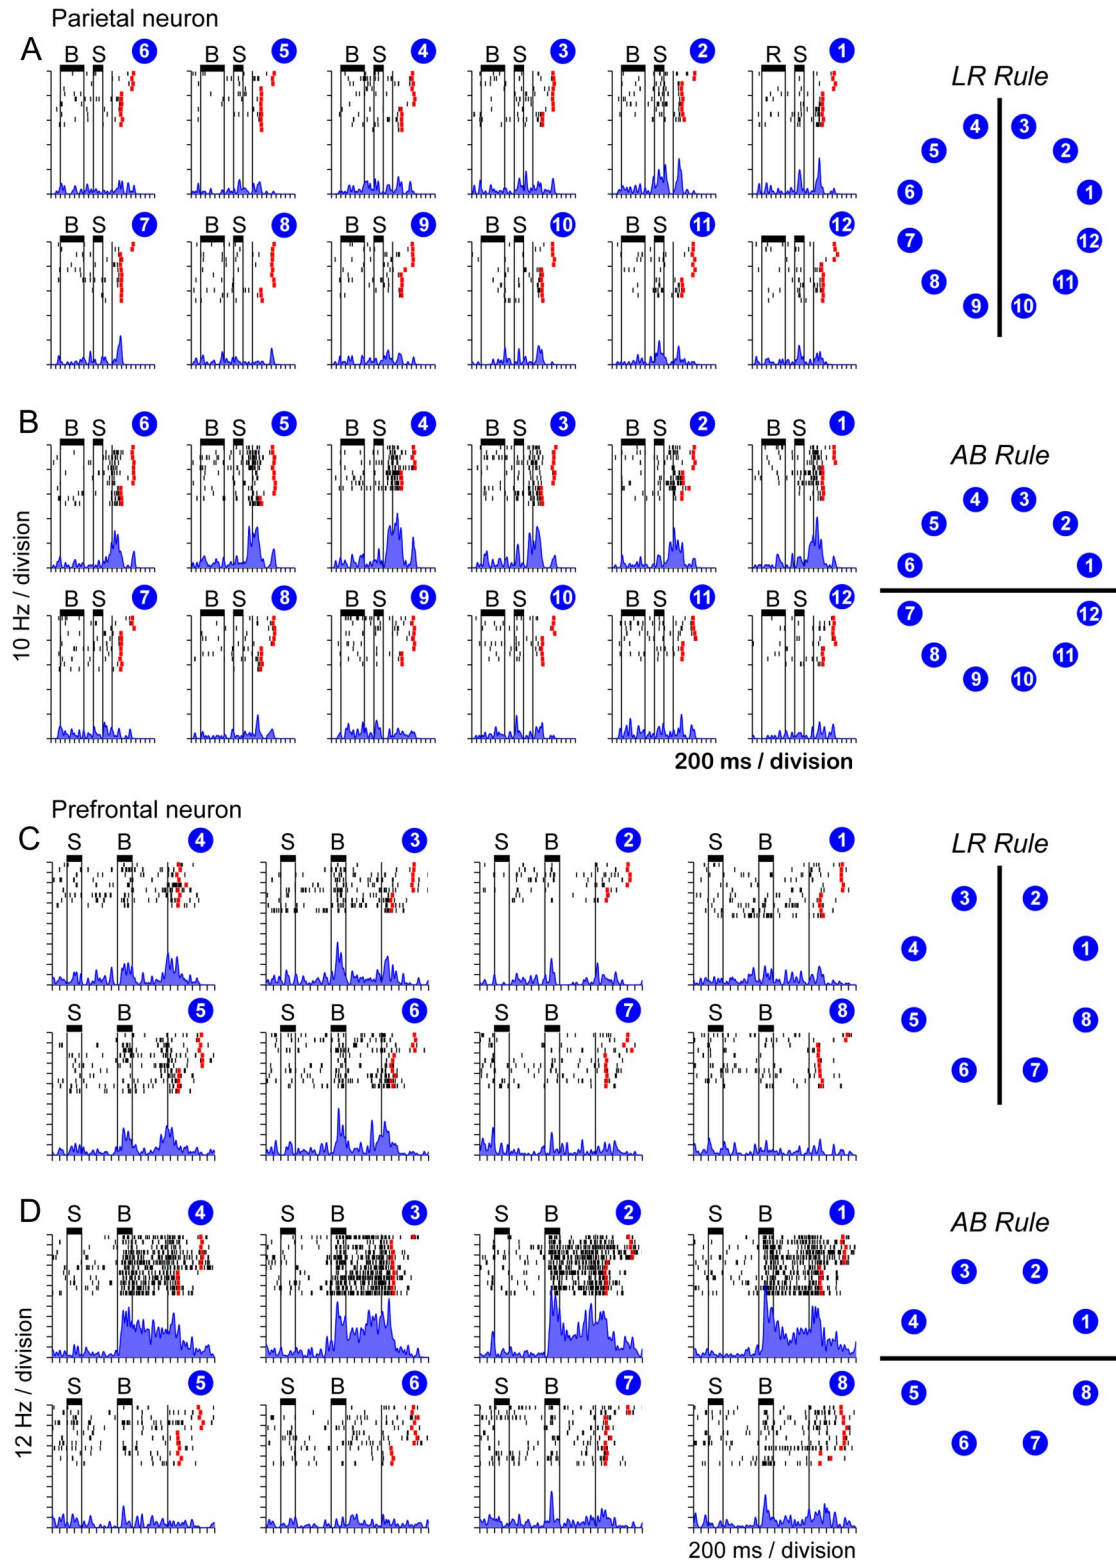 Parietal neuron
A
B S 6
B S 5
B S 4
B S 3
B S 2
R S 1
LR Rule
4 3
5 2
6 1
7 12
8 11
9 10
7 B S
8 B S
9 B S
10 B S
11 B S
12 B S
B
B S 6
B S 5
B S 4
B S 3
B S 2
B S 1
AB Rule
4 3
5 2
6 1
7 12
8 11
9 10
10 Hz / division
B S 7
B S 8
B S 9
B S 10
B S 11
B S 12
200 ms / division
Prefrontal neuron
C
S B 4
S B 3
S B 2
S B 1
LR Rule
3 2
4 1
5 8
6 7
S B 5
S B 6
S B 7
S B 8
D
S B 4
S B 3
S B 2
S B 1
AB Rule
3 2
4 1
5 8
6 7
12 Hz / division
S B 5
S B 6
S B 7
S B 8
200 ms / division